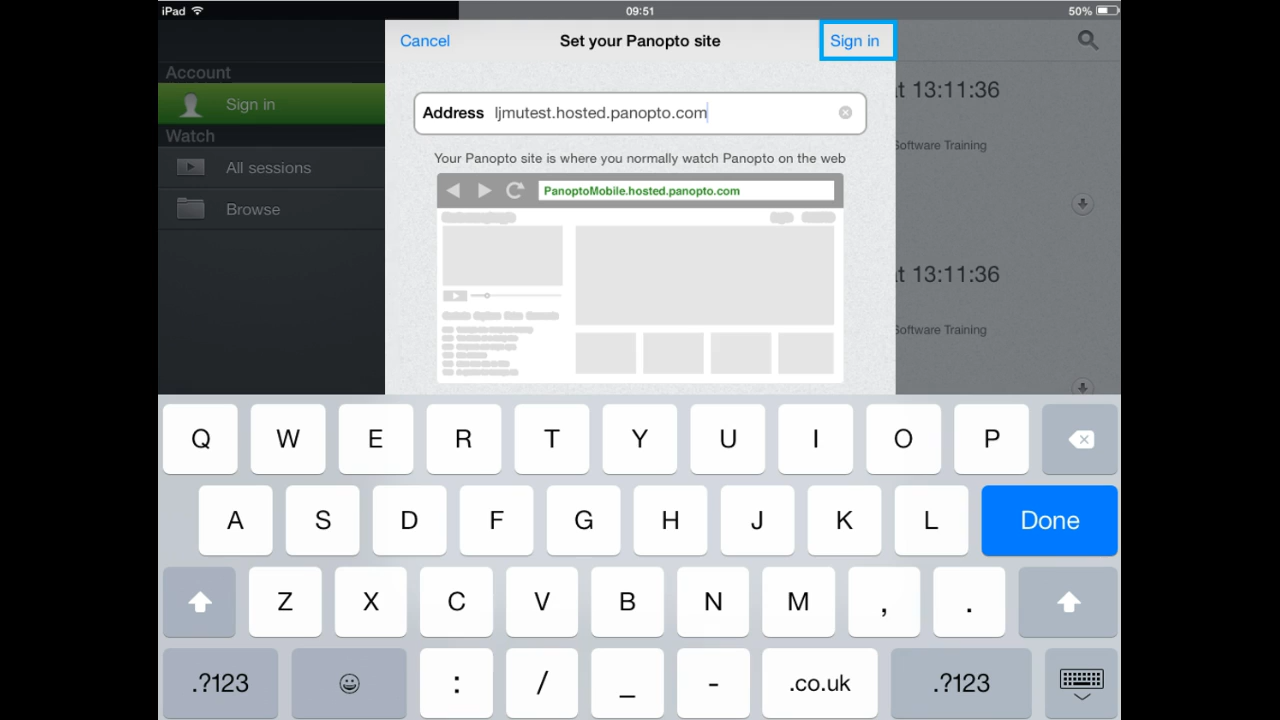 iPad 09:51 50%
Cancel Set your Panopto site Sign in
Account
Sign in
Watch
All sessions
Browse
Address ljmutest.hosted.panopto.com
Your Panopto site is where you normally watch Panopto on the web
PanoptoMobile.hosted.panopto.com
at 13:11:36
Software Training
at 13:11:36
Software Training
Q W E R T Y U I O P
A S D F G H J K L Done
Z X C V B N M , .
.?123 : / _ - .co.uk .?123